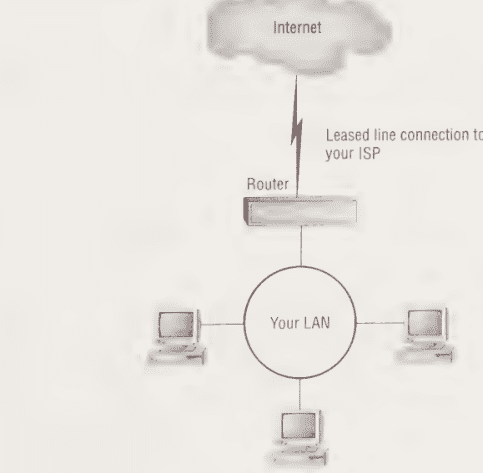 Internet
Leased line connection to
your ISP
Router
Your LAN